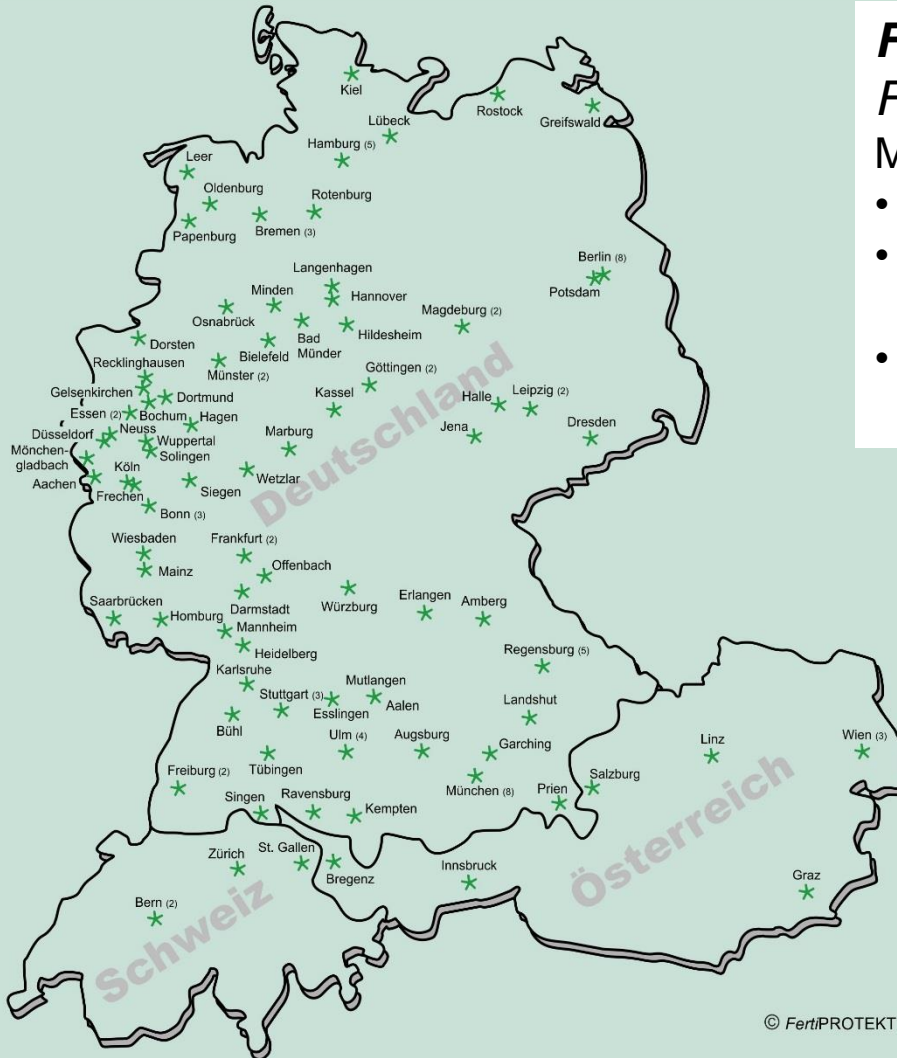 F
F
M
•
•
•
Kiel
Rostock
Greifswald
Lübeck
Hamburg (5)
Leer
Oldenburg
Rotenburg
Papenburg
Bremen (3)
Berlin (8)
Potsdam
Langenhagen
Minden
Hannover
Magdeburg (2)
Osnabrück
Bad
Münder
Hildesheim
Dorsten
Bielefeld
Recklinghausen
Münster (2)
Göttingen (2)
Gelsenkirchen
Dortmund
Kassel
Halle
Leipzig (2)
Essen (2)
Bochum
Hagen
Düsseldorf
Neuss
Wuppertal
Marburg
Jena
Dresden
Mönchen-
gladbach
Solingen
Köln
Aachen
Wetzlar
Frechen
Siegen
Bonn (3)
Deutschland
Wiesbaden
Frankfurt (2)
Mainz
Offenbach
Saarbrücken
Homburg
Darmstadt
Würzburg
Erlangen
Amberg
Mannheim
Heidelberg
Regensburg (5)
Karlsruhe
Stuttgart (3)
Mutlangen
Esslingen
Aalen
Landshut
Bühl
Ulm (4)
Augsburg
Garching
Linz
Wien (3)
Tübingen
Freiburg (2)
München (8)
Prien
Salzburg
Singen
Ravensburg
Kempten
Zürich
St. Gallen
Bregenz
Innsbruck
Österreich
Graz
Bern (2)
Schweiz
© FertiPROTEKT